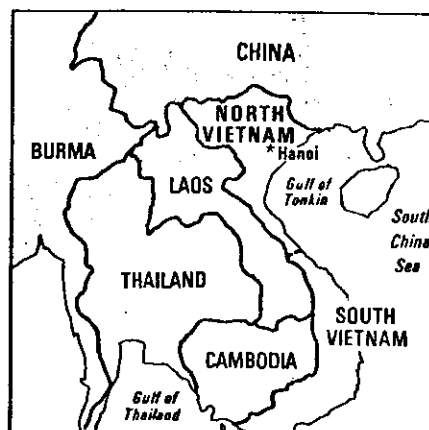 CHINA
NORTH
VIETNAM
*Hanoi
BURMA
LAOS
Gulf of
Tonkin
South
China
Sea
THAILAND
SOUTH
VIETNAM
CAMBODIA
Gulf of
Thailand